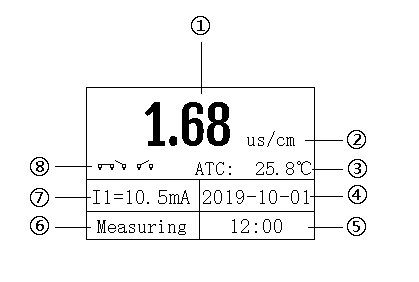 ①
1.68
us/cm ②
⑧ ATC: 25.8℃ ③
⑦ I1=10.5mA 2019-10-01 ④
⑥ Measuring 12:00 ⑤